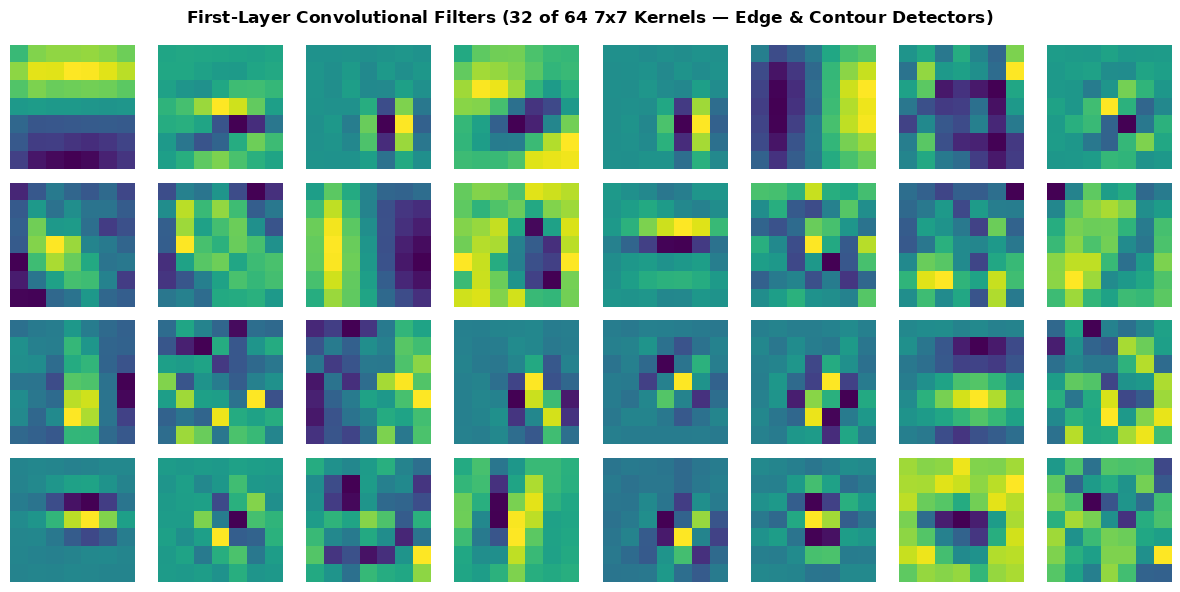 First-Layer Convolutional Filters (32 of 64 7x7 Kernels — Edge & Contour Detectors)